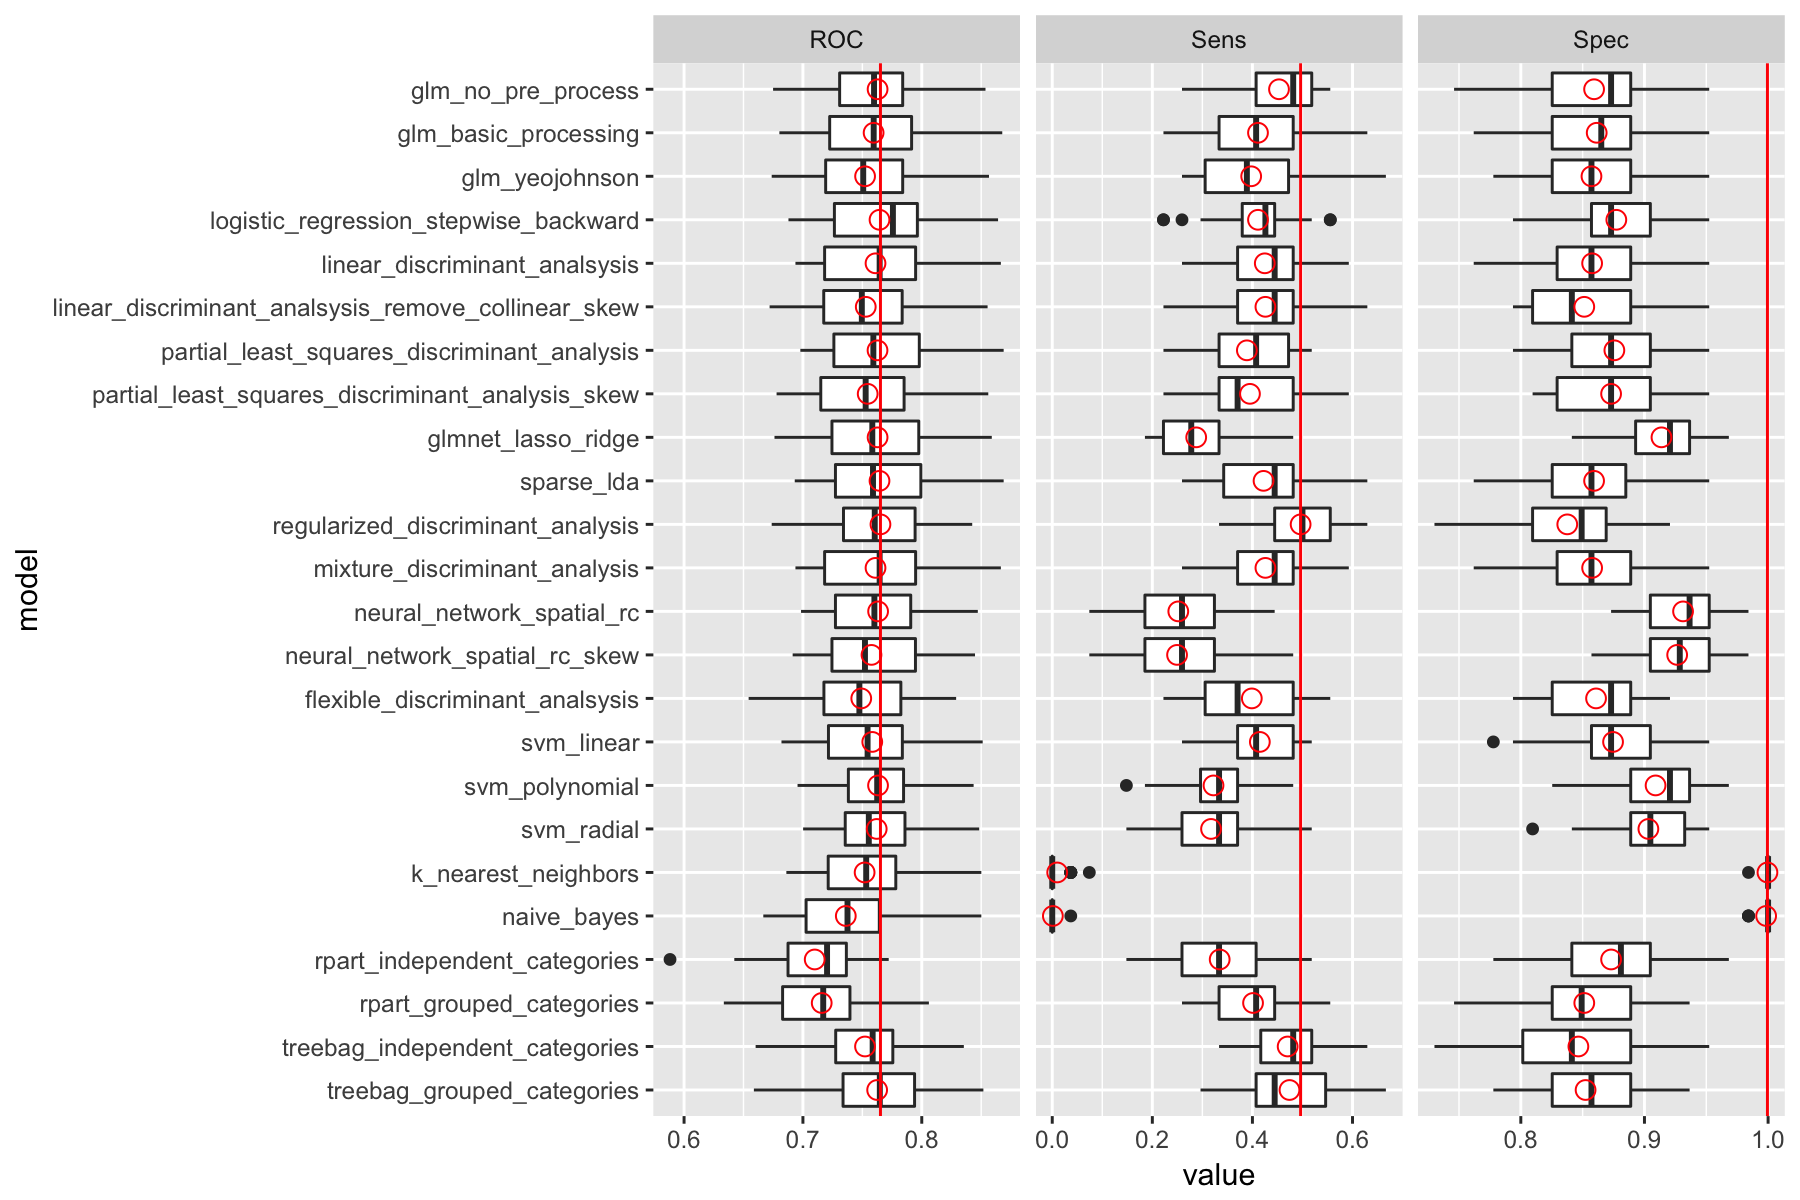 ROC Sens Spec
glm_no_pre_process
glm_basic_processing
glm_yeojohnson
logistic_regression_stepwise_backward
linear_discriminant_analsysis
linear_discriminant_analsysis_remove_collinear_skew
partial_least_squares_discriminant_analysis
partial_least_squares_discriminant_analysis_skew
glmnet_lasso_ridge
sparse_lda
regularized_discriminant_analysis
mixture_discriminant_analysis
neural_network_spatial_rc
neural_network_spatial_rc_skew
flexible_discriminant_analsysis
svm_linear
svm_polynomial
svm_radial
k_nearest_neighbors
naive_bayes
rpart_independent_categories
rpart_grouped_categories
treebag_independent_categories
treebag_grouped_categories
model
0.6 0.7 0.8 0.0 0.2 0.4 0.6 0.8 0.9 1.0
value